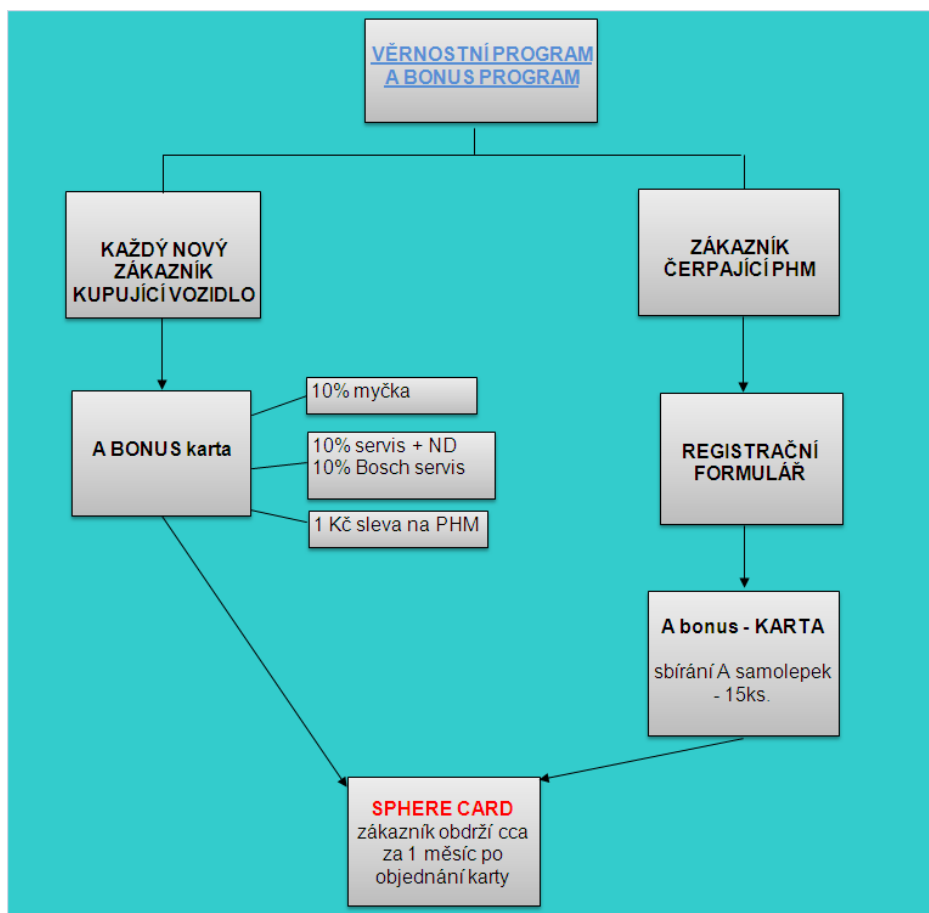 VĚRNOSTNÍ PROGRAM
A BONUS PROGRAM
KAŽDÝ NOVÝ
ZÁKAZNÍK
KUPUJÍCÍ VOZIDLO
ZÁKAZNÍK
ČERPAJÍCÍ PHM
A BONUS karta
10% myčka
10% servis + ND
10% Bosch servis
1 Kč sleva na PHM
REGISTRAČNÍ
FORMULÁŘ
A bonus - KARTA
sbírání A samolepek
- 15ks.
SPHERE CARD
zákazník obdrží cca
za 1 měsíc po
objednání karty